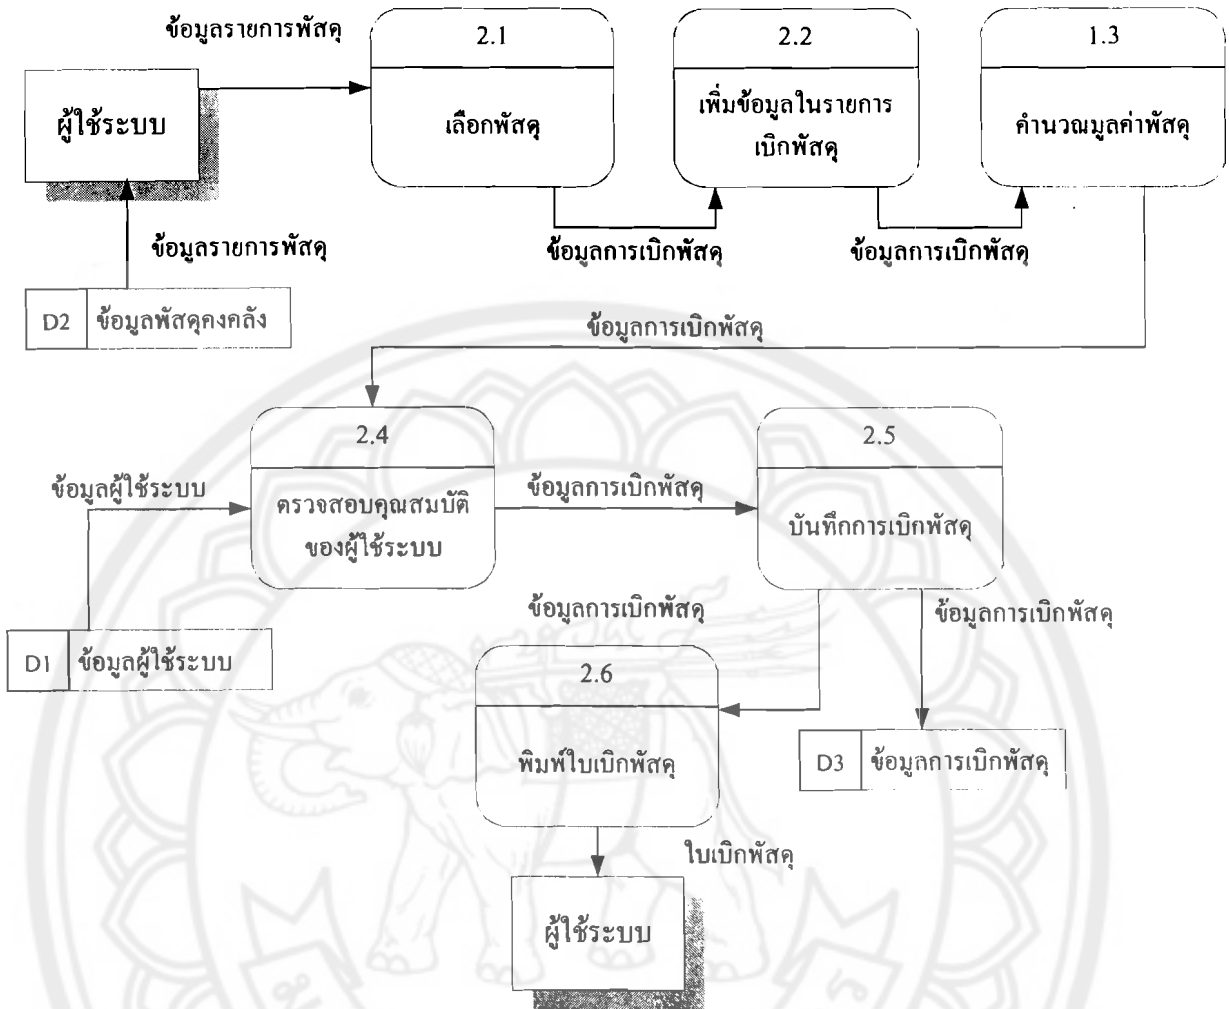 ข้อมูลรายการพัสดุ
2.1
2.2
1.3
ผู้ใช้ระบบ
เลือกพัสดุ
เพิ่มข้อมูลในรายการ
เบิกพัสดุ
คำนวณมูลค่าพัสดุ
ข้อมูลรายการพัสดุ
ข้อมูลการเบิกพัสดุ
ข้อมูลการเบิกพัสดุ
D2 ข้อมูลพัสดุคงคลัง
ข้อมูลการเบิกพัสดุ
2.4
2.5
ข้อมูลผู้ใช้ระบบ
ตรวจสอบคุณสมบัติ
ของผู้ใช้ระบบ
ข้อมูลการเบิกพัสดุ
บันทึกการเบิกพัสดุ
ข้อมูลการเบิกพัสดุ
ข้อมูลการเบิกพัสดุ
D1 ข้อมูลผู้ใช้ระบบ
2.6
พิมพ์ใบเบิกพัสดุ
D3 ข้อมูลการเบิกพัสดุ
ใบเบิกพัสดุ
ผู้ใช้ระบบ